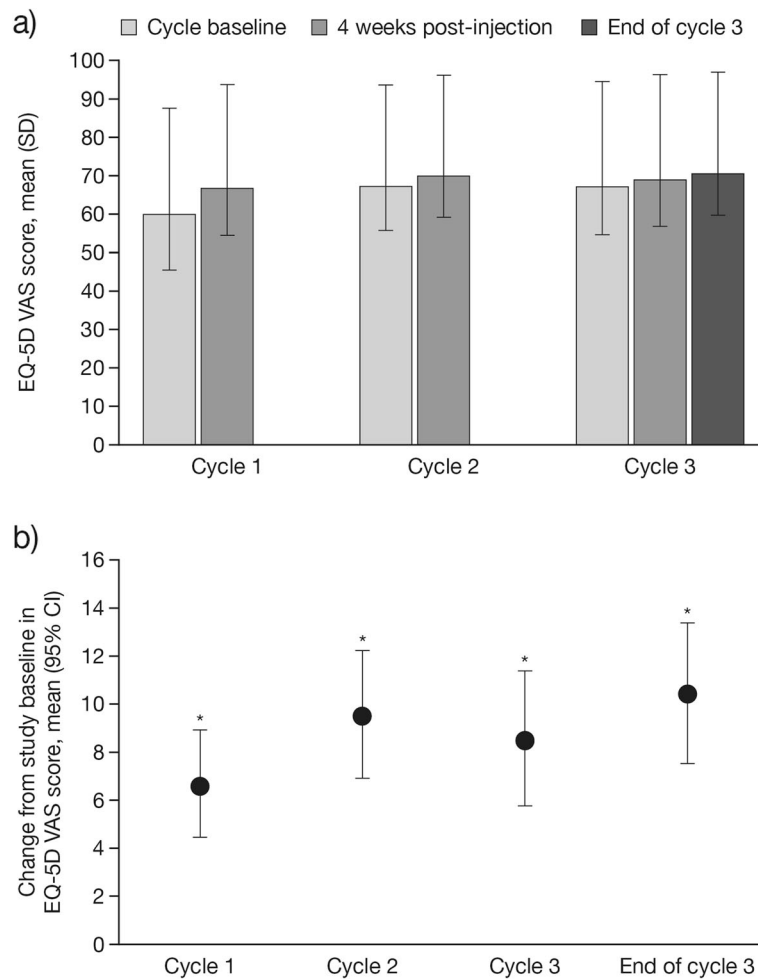 a)
Cycle baseline 4 weeks post-injection End of cycle 3
EQ-5D VAS score, mean (SD)
100
90
80
70
60
50
40
30
20
10
0
Cycle 1 Cycle 2 Cycle 3
b)
Change from study baseline in
EQ-5D VAS score, mean (95% CI)
16
14
12
10
8
6
4
2
0
* * * *
Cycle 1 Cycle 2 Cycle 3 End of cycle 3